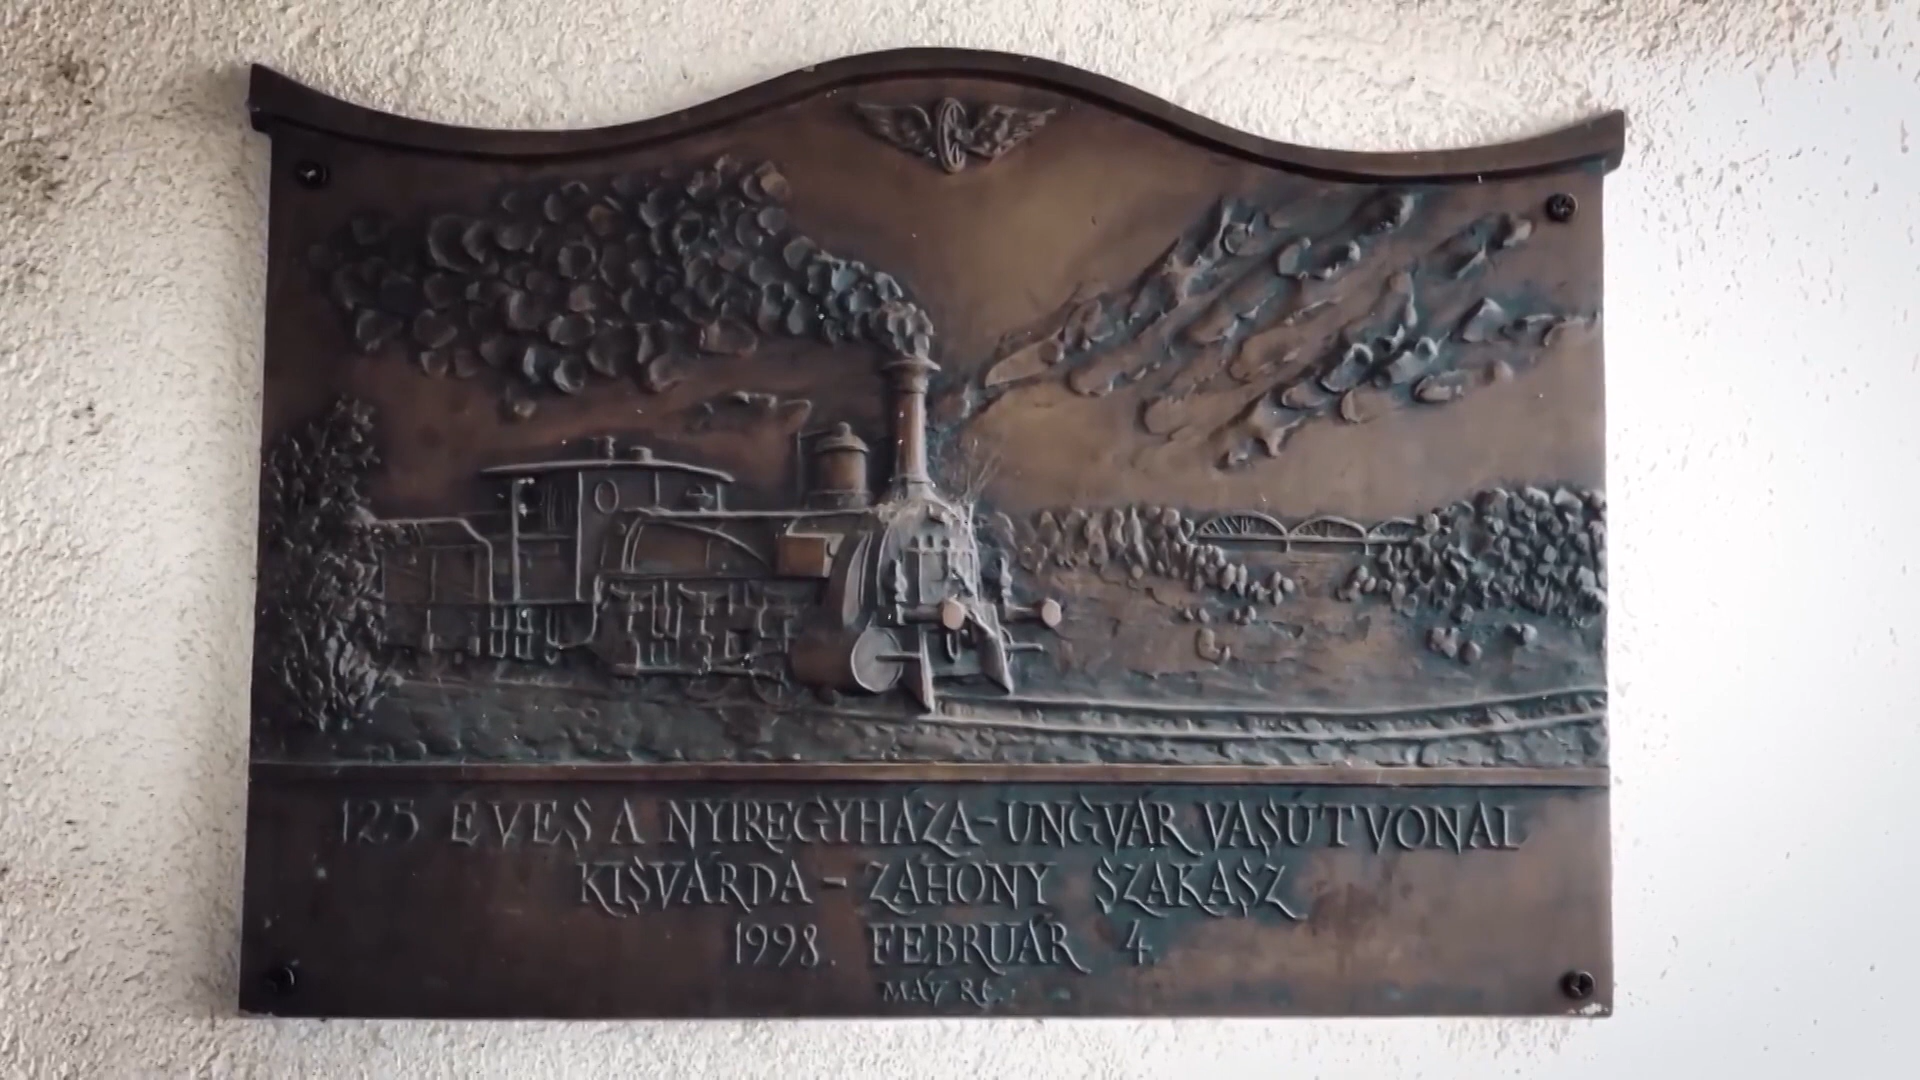 125 ÉVES A NYÍREGYHÁZA-UNGVÁR VASÚTVONAL
KISVÁRDA - ZÁHONY SZAKASZ
1998. FEBRUÁR 4.
MÁV RT.